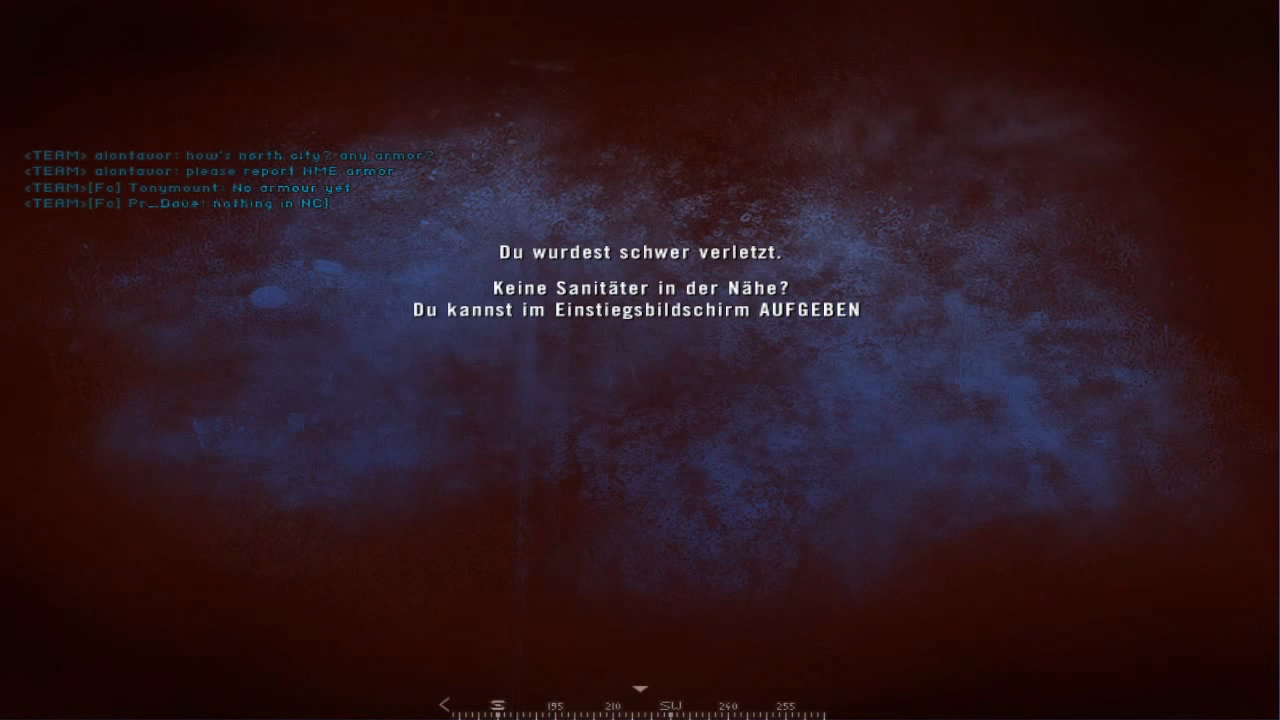 <TEAM> alontavor: how's north city? any armor?
<TEAM> alontavor: please report NME armor
<TEAM>[Fc] Tonymount: No armour yet
<TEAM>[Fc] Pr_Dave: nothing in NC]
Du wurdest schwer verletzt.
Keine Sanitäter in der Nähe?
Du kannst im Einstiegsbildschirm AUFGEBEN
< S 195 210 SW 240 255